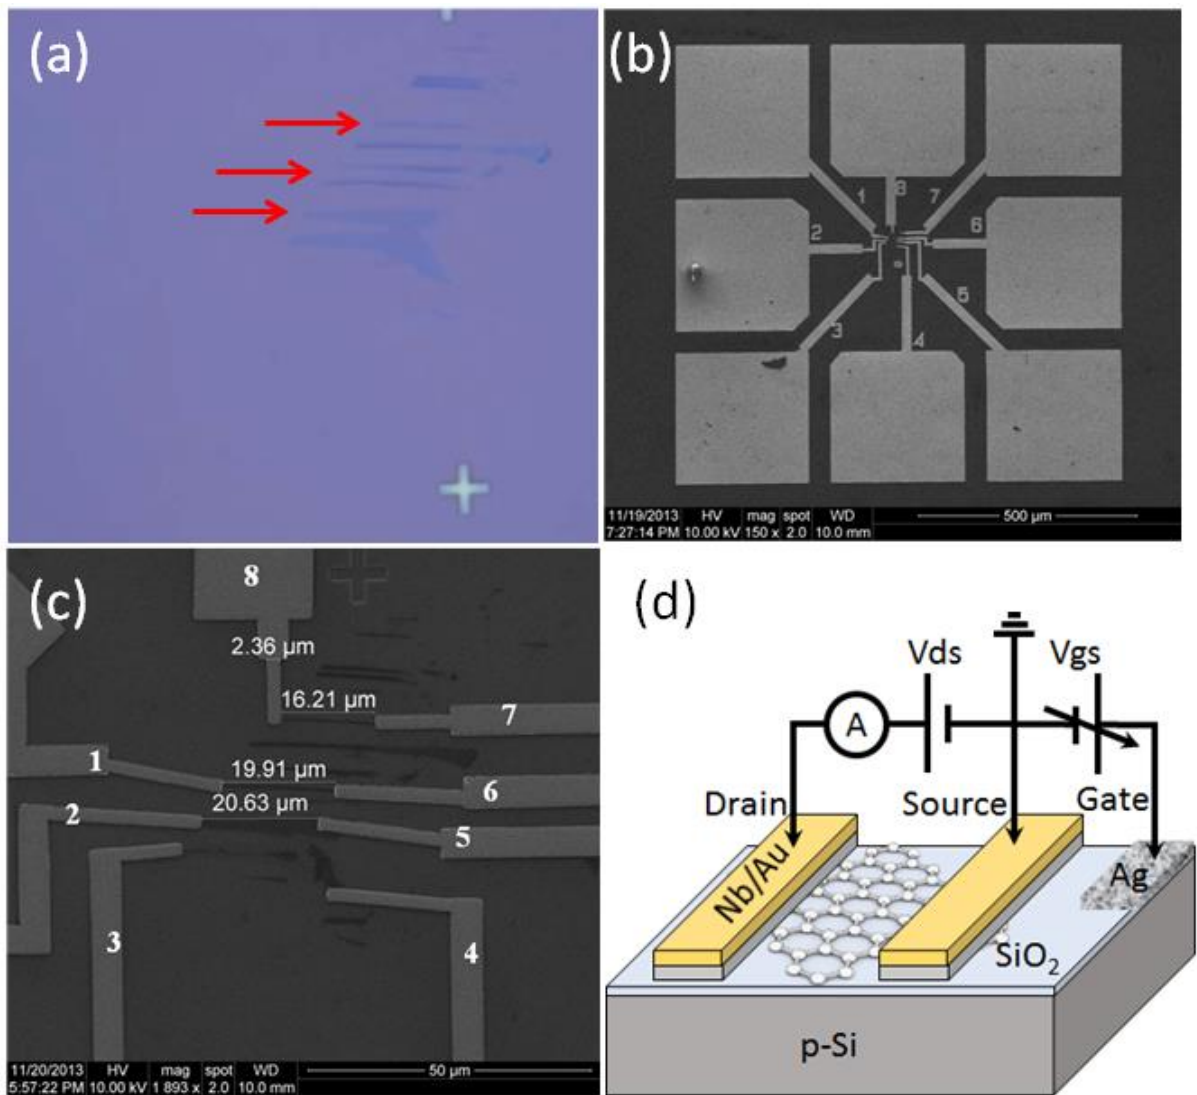 (a)
(b)
1
8
7
2
6
3
4
5
11/19/2013 HV mag spot WD 500 µm
7:27:14 PM 10.00 kV 150 x 2.0 10.0 mm
(c)
8
2.36 µm
16.21 µm
7
1
19.91 µm
6
2
20.63 µm
5
3
4
11/20/2013 HV mag spot WD 50 µm
5:57:22 PM 10.00 kV 1 893 x 2.0 10.0 mm
(d)
Vds Vgs
A
Drain Source Gate
Nb/Au
Ag
SiO₂
p-Si